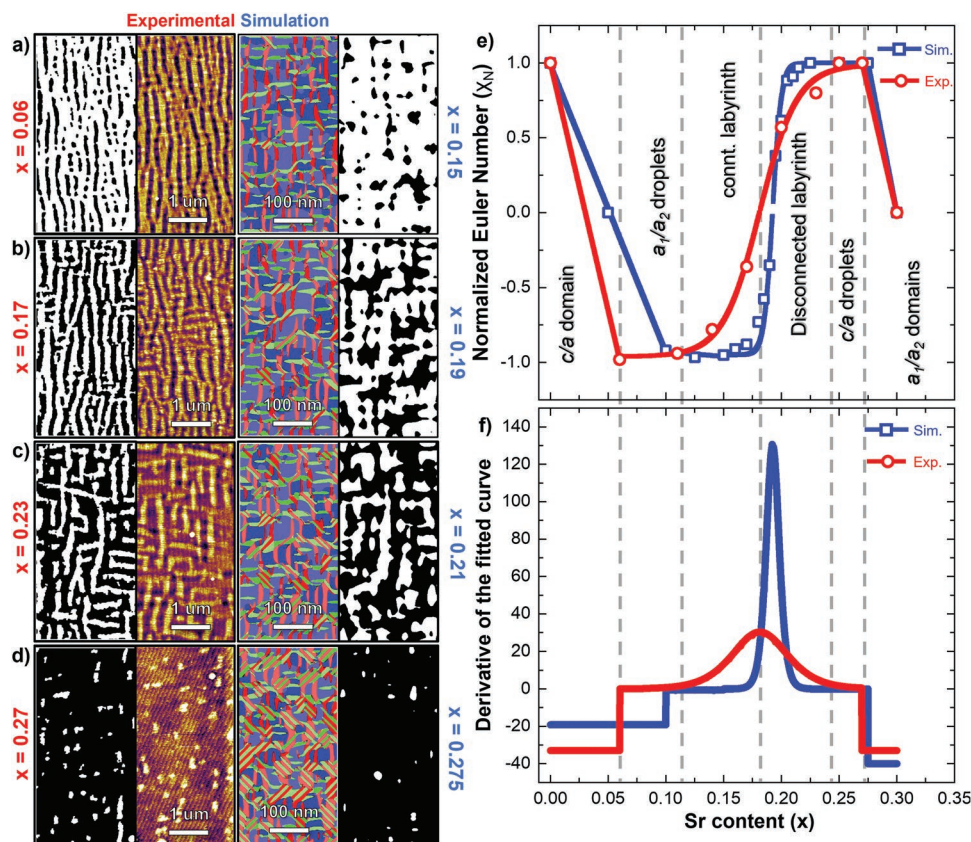 Experimental Simulation
a)
x = 0.06
1 um
100 nm
x = 0.15
b)
x = 0.17
1 um
100 nm
x = 0.19
c)
x = 0.23
1 um
100 nm
x = 0.21
d)
x = 0.27
1 um
100 nm
x = 0.275
e)
Normalized Euler Number (χN)
1.0
0.5
0.0
-0.5
-1.0
Sim.
Exp.
c/a domain
a1/a2 droplets
connt. labyrinth
Disconnected labyrinth
c/a droplets
a1/a2 domains
f)
Derivative of the fitted curve
140
120
100
80
60
40
20
0
-20
-40
Sim.
Exp.
0.00 0.05 0.10 0.15 0.20 0.25 0.30 0.35
Sr content (x)